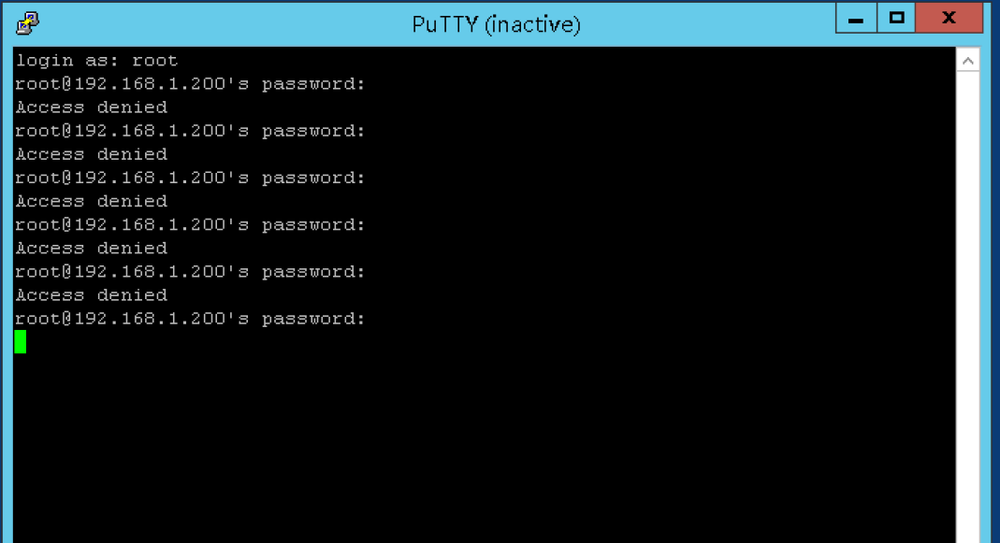 PuTTY (inactive)
login as: root
root@192.168.1.200's password:
Access denied
root@192.168.1.200's password:
Access denied
root@192.168.1.200's password:
Access denied
root@192.168.1.200's password:
Access denied
root@192.168.1.200's password:
Access denied
root@192.168.1.200's password: